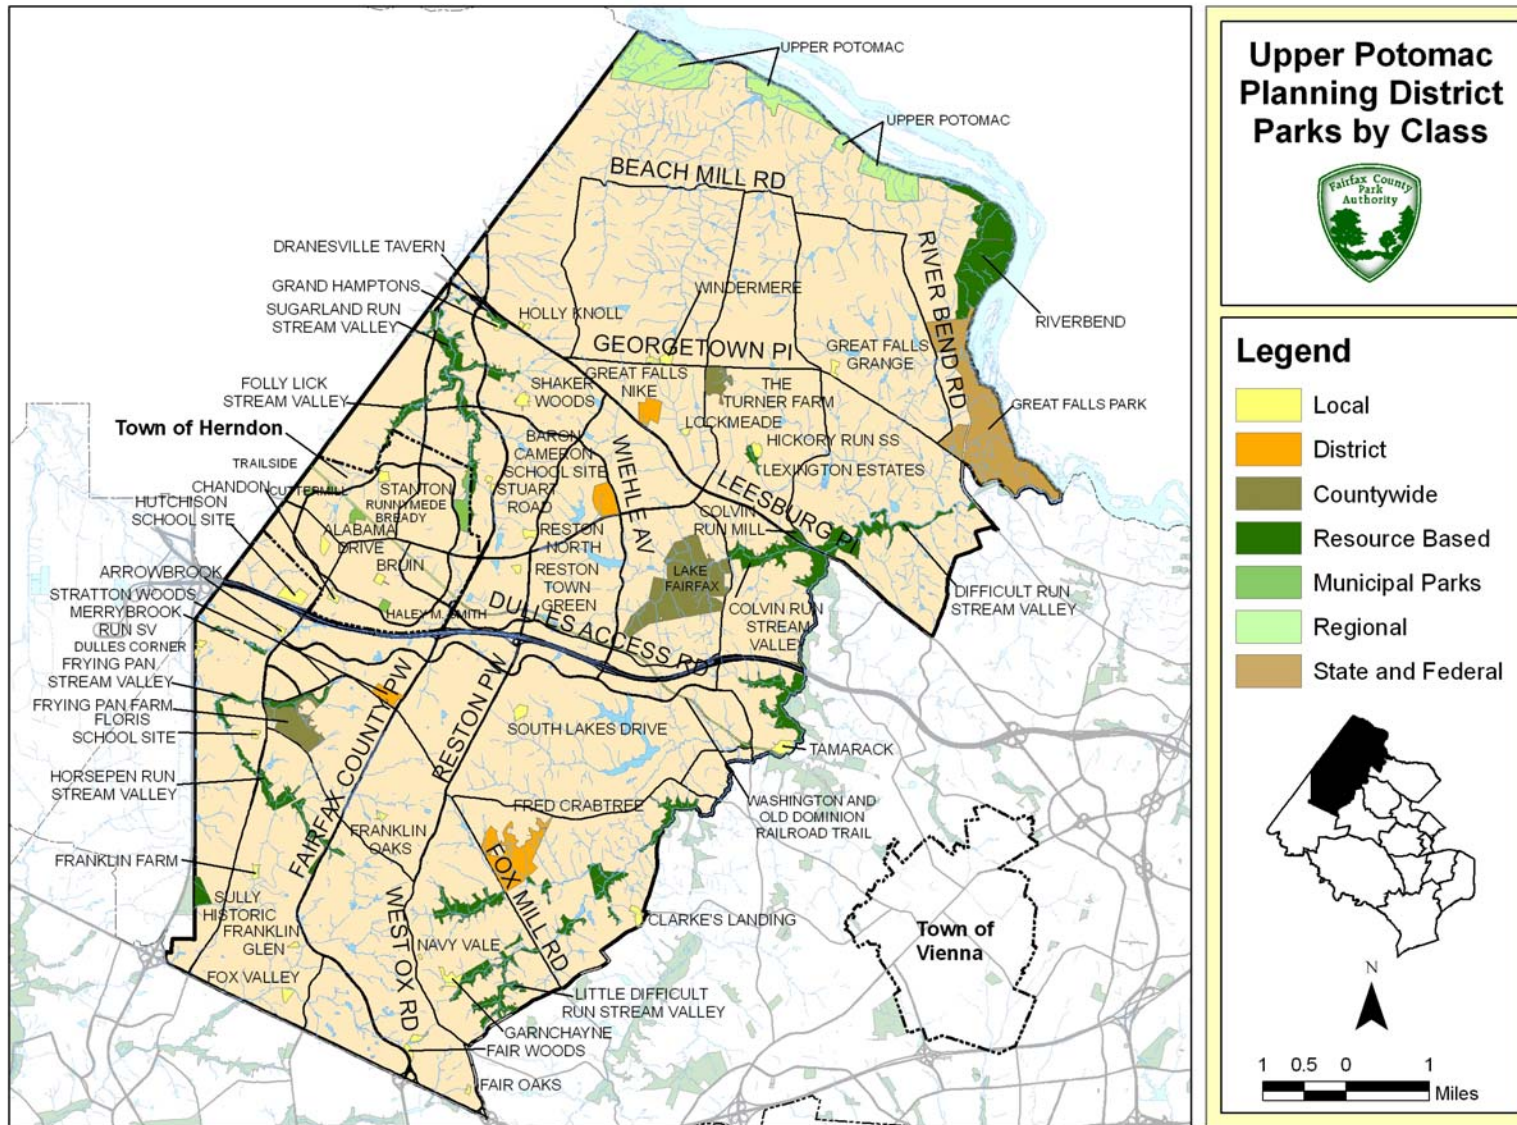 UPPER POTOMAC
UPPER POTOMAC
BEACH MILL RD
DRANESVILLE TAVERN
RIVER BEND RD
GRAND HAMPTONS
WINDERMERE
SUGARLAND RUN
STREAM VALLEY
HOLLY KNOLL
RIVERBEND
GEORGETOWN PI
GREAT FALLS
GRANGE
FOLLY LICK
STREAM VALLEY
SHAKER
WOODS
GREAT FALLS
NIKE
THE
TURNER FARM
GREAT FALLS PARK
Town of Herndon
LOCKMEADE
BARON
CAMERON
SCHOOL SITE
WIEHLE AV
HICKORY RUN SS
TRAILSIDE
LEXINGTON ESTATES
CHANDON
CUTTERMILL
STANTON
STUART
ROAD
LEESBURG PI
HUTCHISON
SCHOOL SITE
RUNNYMEDE
BREADY
COLVIN
RUN MILL
ALABAMA
DRIVE
RESTON
NORTH
BRUIN
ARROWBROOK
RESTON
TOWN
GREEN
LAKE
FAIRFAX
DIFFICULT RUN
STREAM VALLEY
STRATTON WOODS
MERRYBROOK
RUN SV
HALEY M. SMITH
DULLES ACCESS RD
COLVIN RUN
STREAM
VALLEY
DULLES CORNER
FRYING PAN
STREAM VALLEY
FRYING PAN FARM
FLORIS
SCHOOL SITE
FAIRFAX COUNTY PW
RESTON PW
SOUTH LAKES DRIVE
TAMARACK
HORSEPEN RUN
STREAM VALLEY
FRED CRABTREE
WASHINGTON AND
OLD DOMINION
RAILROAD TRAIL
FRANKLIN
OAKS
FRANKLIN FARM
FOX MILL RD
SULLY
HISTORIC
WEST OX RD
CLARKE'S LANDING
FRANKLIN
GLEN
NAVY VALE
Town of
Vienna
FOX VALLEY
LITTLE DIFFICULT
RUN STREAM VALLEY
GARNCHAYNE
FAIR WOODS
FAIR OAKS
Upper Potomac
Planning District
Parks by Class
Fairfax County
Park
Authority
Legend
Local
District
Countywide
Resource Based
Municipal Parks
Regional
State and Federal
N
1 0.5 0 1
Miles